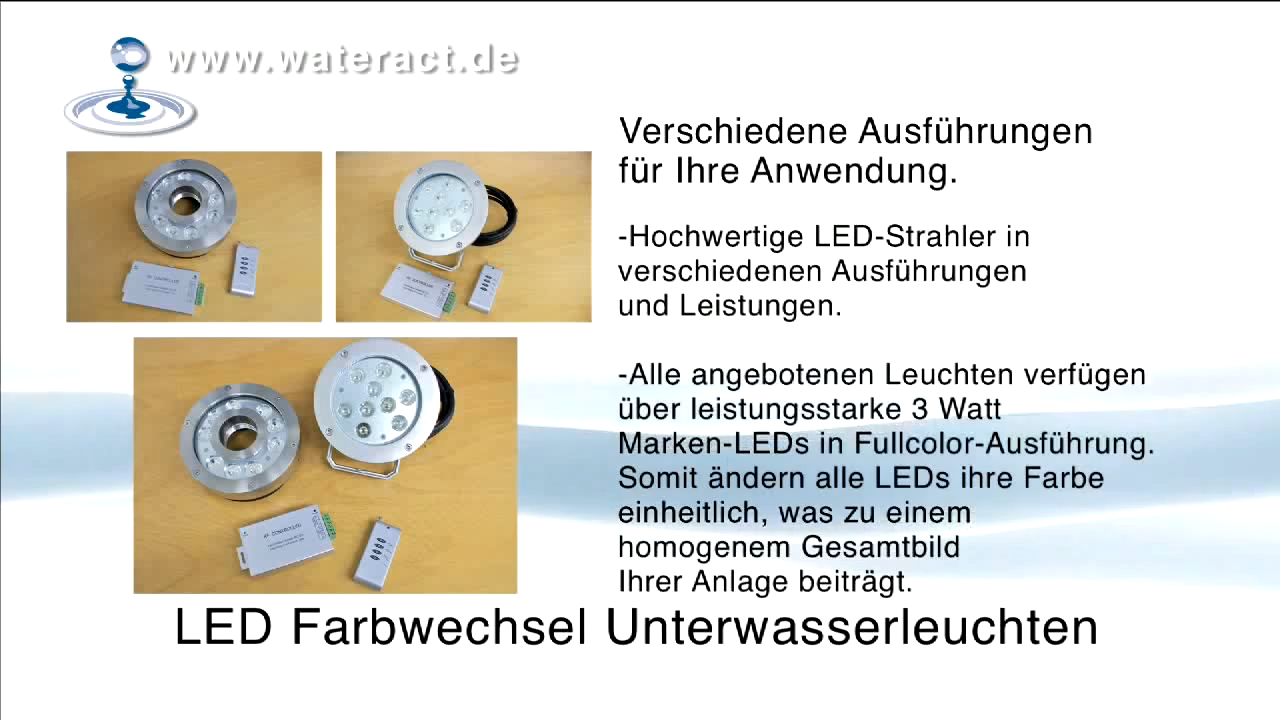 www.wateract.de
Verschiedene Ausführungen
für Ihre Anwendung.
-Hochwertige LED-Strahler in
verschiedenen Ausführungen
und Leistungen.
-Alle angebotenen Leuchten verfügen
über leistungsstarke 3 Watt
Marken-LEDs in Fullcolor-Ausführung.
Somit ändern alle LEDs ihre Farbe
einheitlich, was zu einem
homogenem Gesamtbild
Ihrer Anlage beiträgt.
LED Farbwechsel Unterwasserleuchten